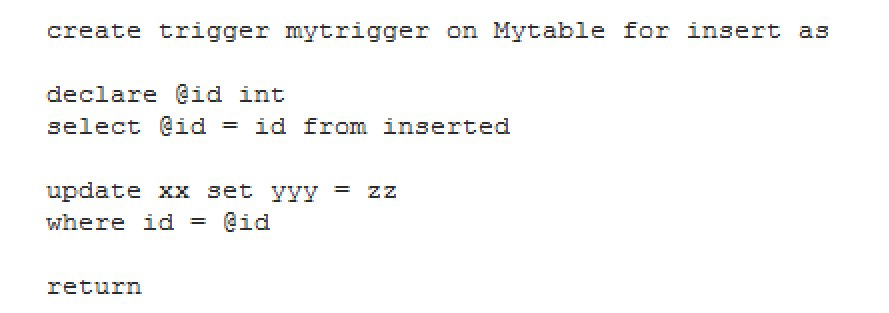 create trigger mytrigger on Mytable for insert as
declare @id int
select @id = id from inserted
update xx set yyy = zz
where id = @id
return